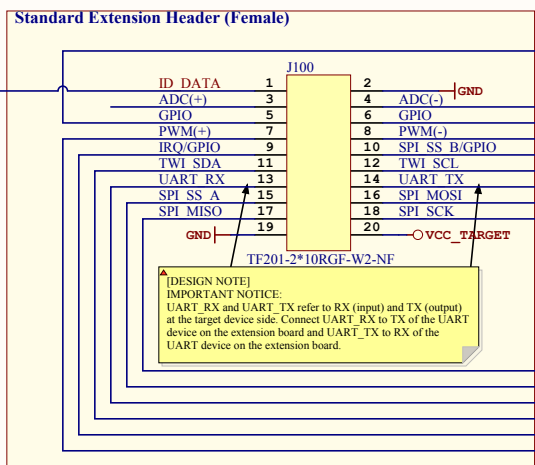 Standard Extension Header (Female)
J100
ID_DATA 1 2 GND
ADC(+) 3 4 ADC(-)
GPIO 5 6 GPIO
PWM(+) 7 8 PWM(-)
IRQ/GPIO 9 10 SPI_SS_B/GPIO
TWI_SDA 11 12 TWI_SCL
UART_RX 13 14 UART_TX
SPI_SS_A 15 16 SPI_MOSI
SPI_MISO 17 18 SPI_SCK
GND 19 20 VCC_TARGET
TF201-2*10RGF-W2-NF
[DESIGN NOTE]
IMPORTANT NOTICE:
UART_RX and UART_TX refer to RX (input) and TX (output)
at the target device side. Connect UART_RX to TX of the UART
device on the extension board and UART_TX to RX of the
UART device on the extension board.